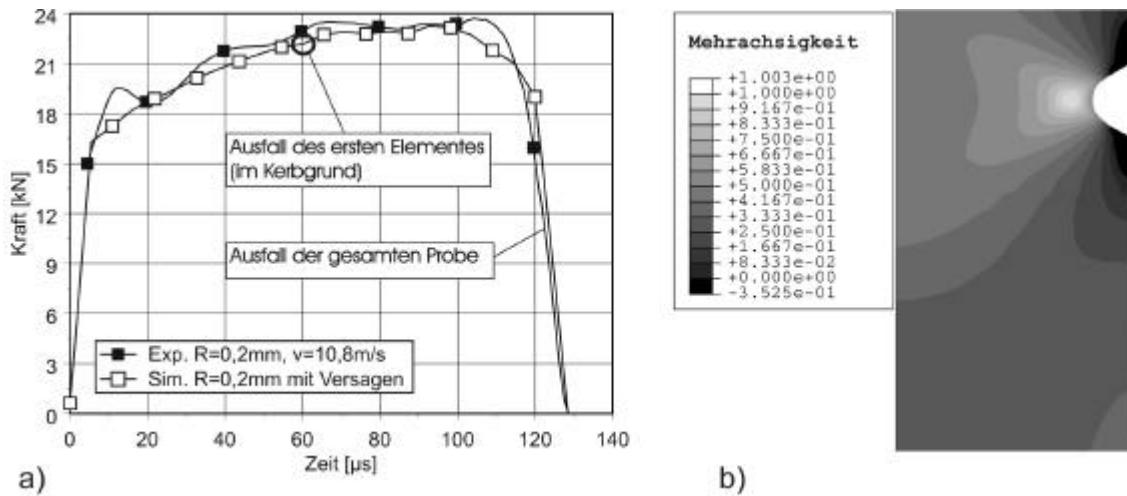 24
21
18
15
12
9
6
3
0
Kraft [kN]
0 20 40 60 80 100 120 140
Zeit [µs]
Ausfall des ersten Elementes
(im Kerbgrund)
Ausfall der gesamten Probe
Exp. R=0,2mm, v=10,8m/s
Sim. R=0,2mm mit Versagen
a)
Mehrachsigkeit
+1.003e+00
+1.000e+00
+9.167e-01
+8.333e-01
+7.500e-01
+6.667e-01
+5.833e-01
+5.000e-01
+4.167e-01
+3.333e-01
+2.500e-01
+1.667e-01
+8.333e-02
+0.000e+00
-3.525e-01
b)